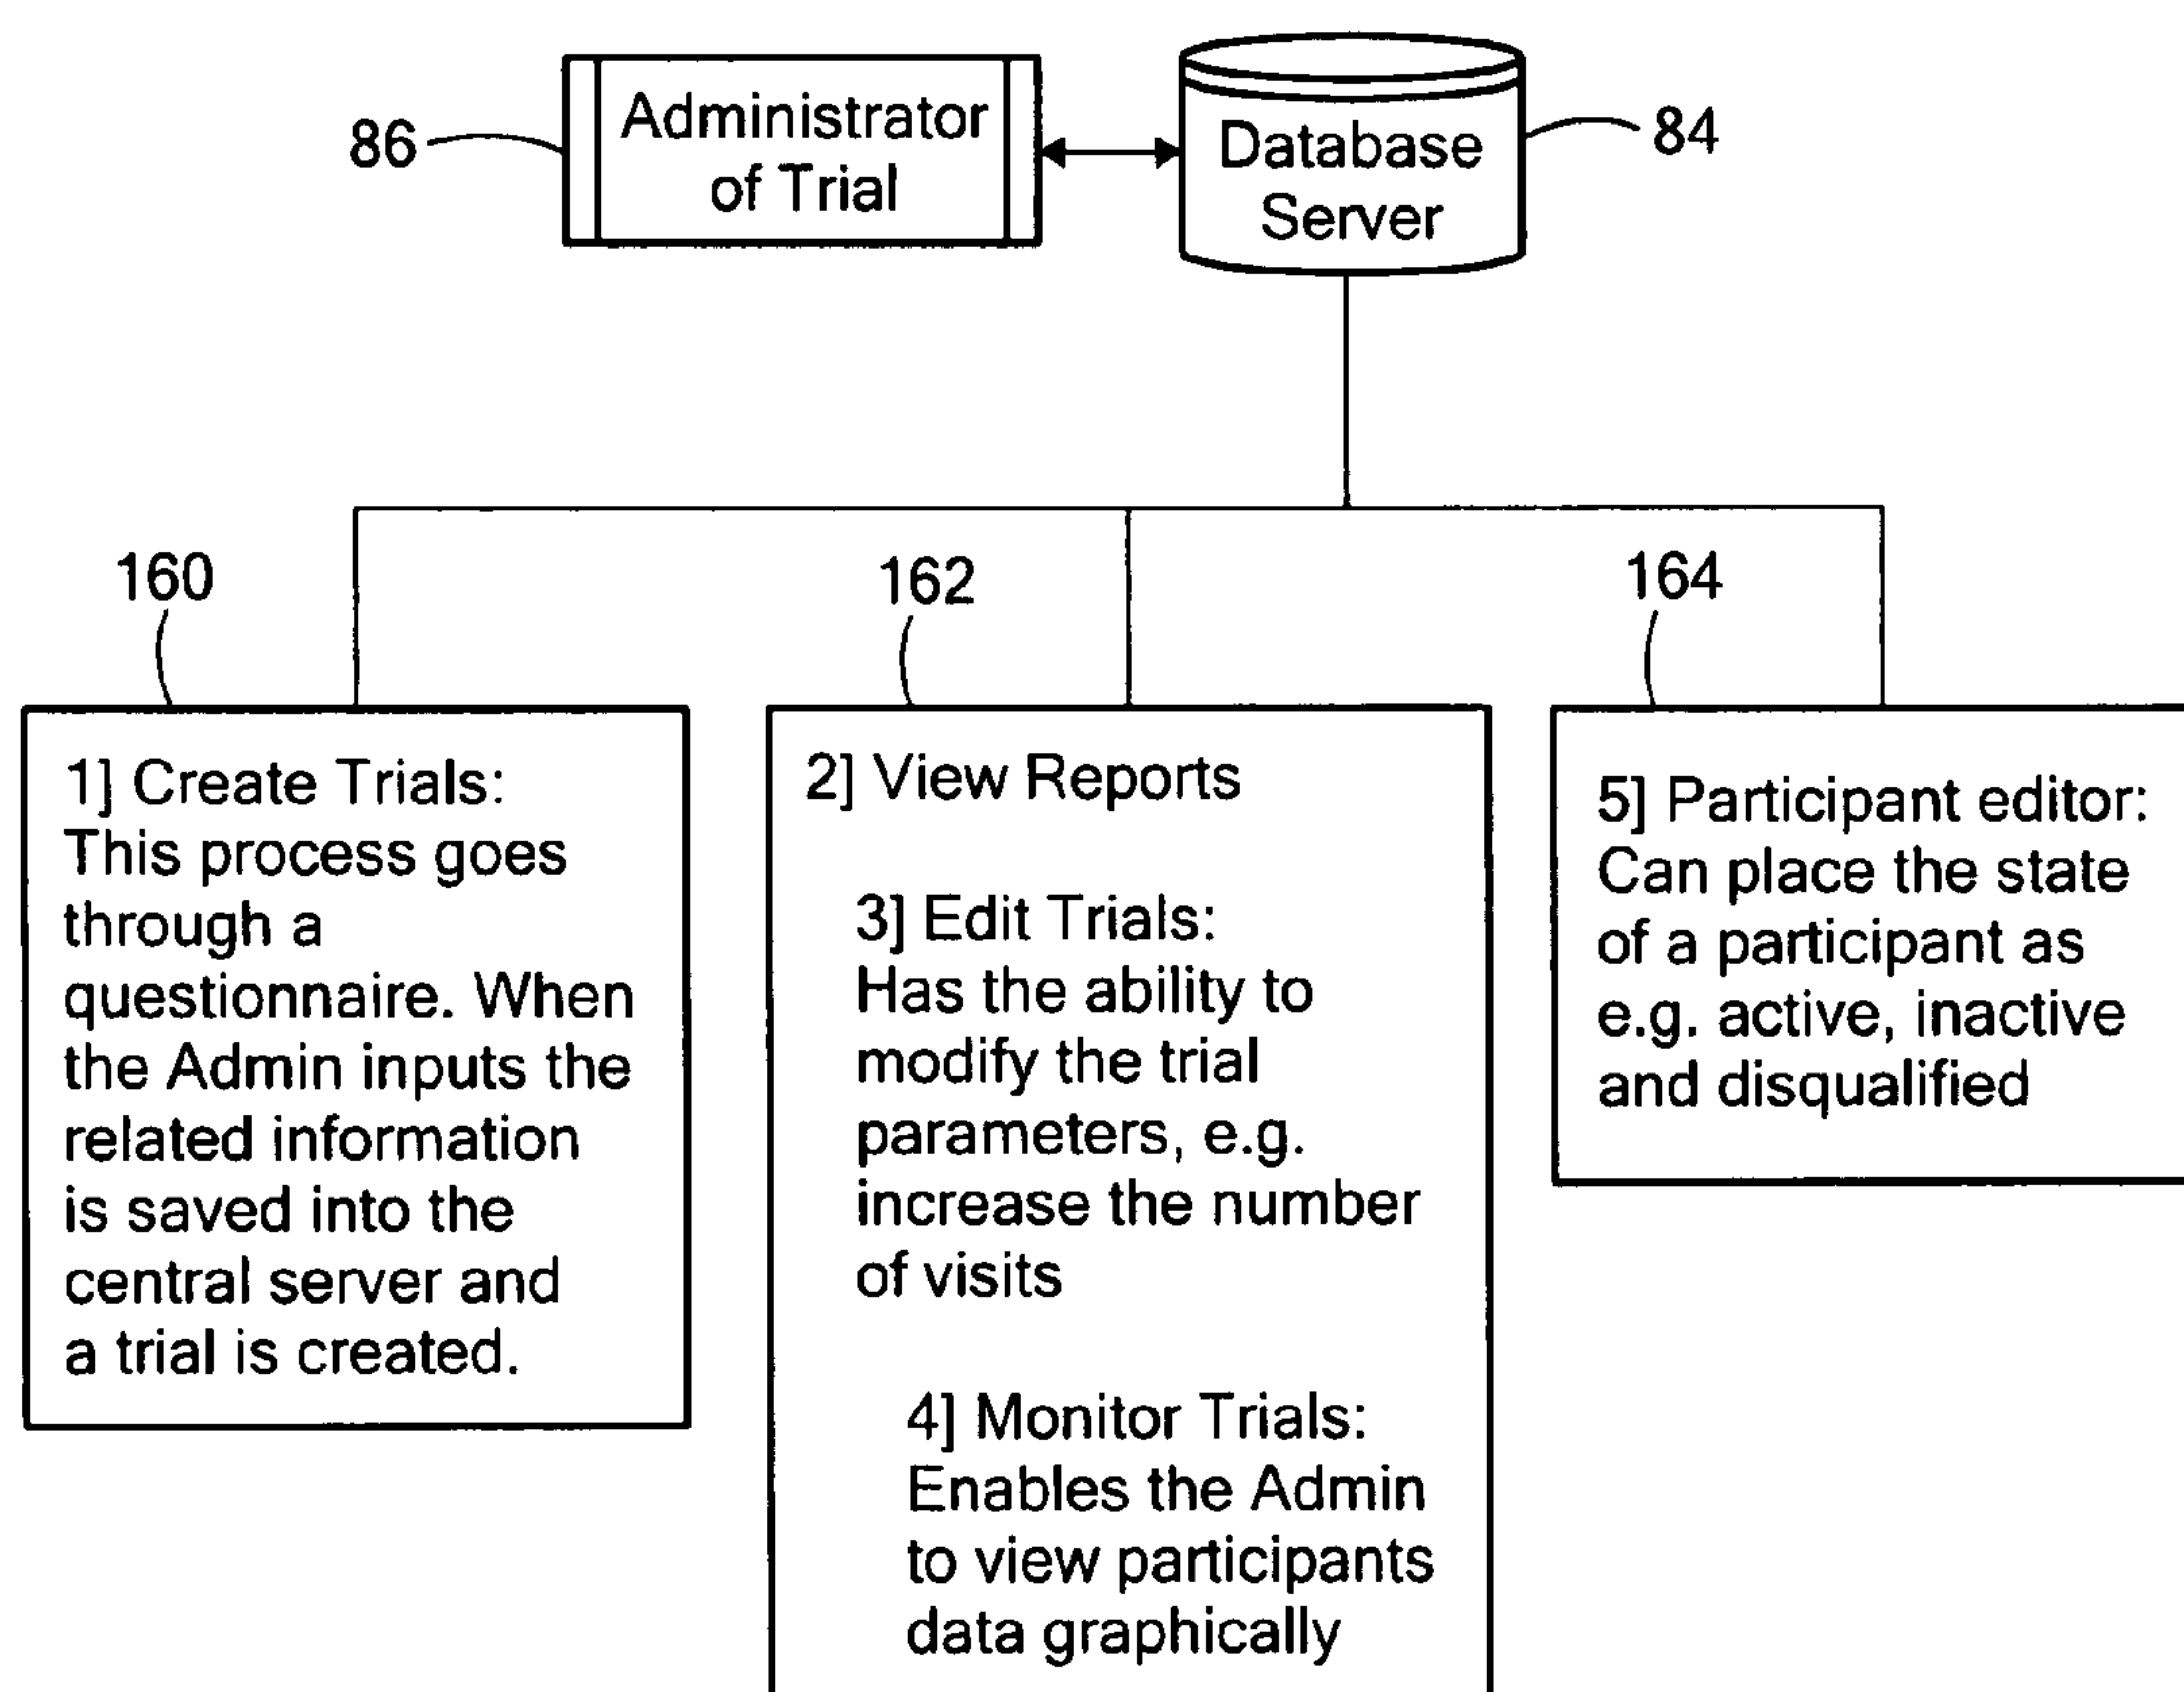 86
Administrator
of Trial
Database
Server
84
160
162
164
1] Create Trials:
This process goes
through a
questionnaire. When
the Admin inputs the
related information
is saved into the
central server and
a trial is created.
2] View Reports
3] Edit Trials:
Has the ability to
modify the trial
parameters, e.g.
increase the number
of visits
4] Monitor Trials:
Enables the Admin
to view participants
data graphically
5] Participant editor:
Can place the state
of a participant as
e.g. active, inactive
and disqualified